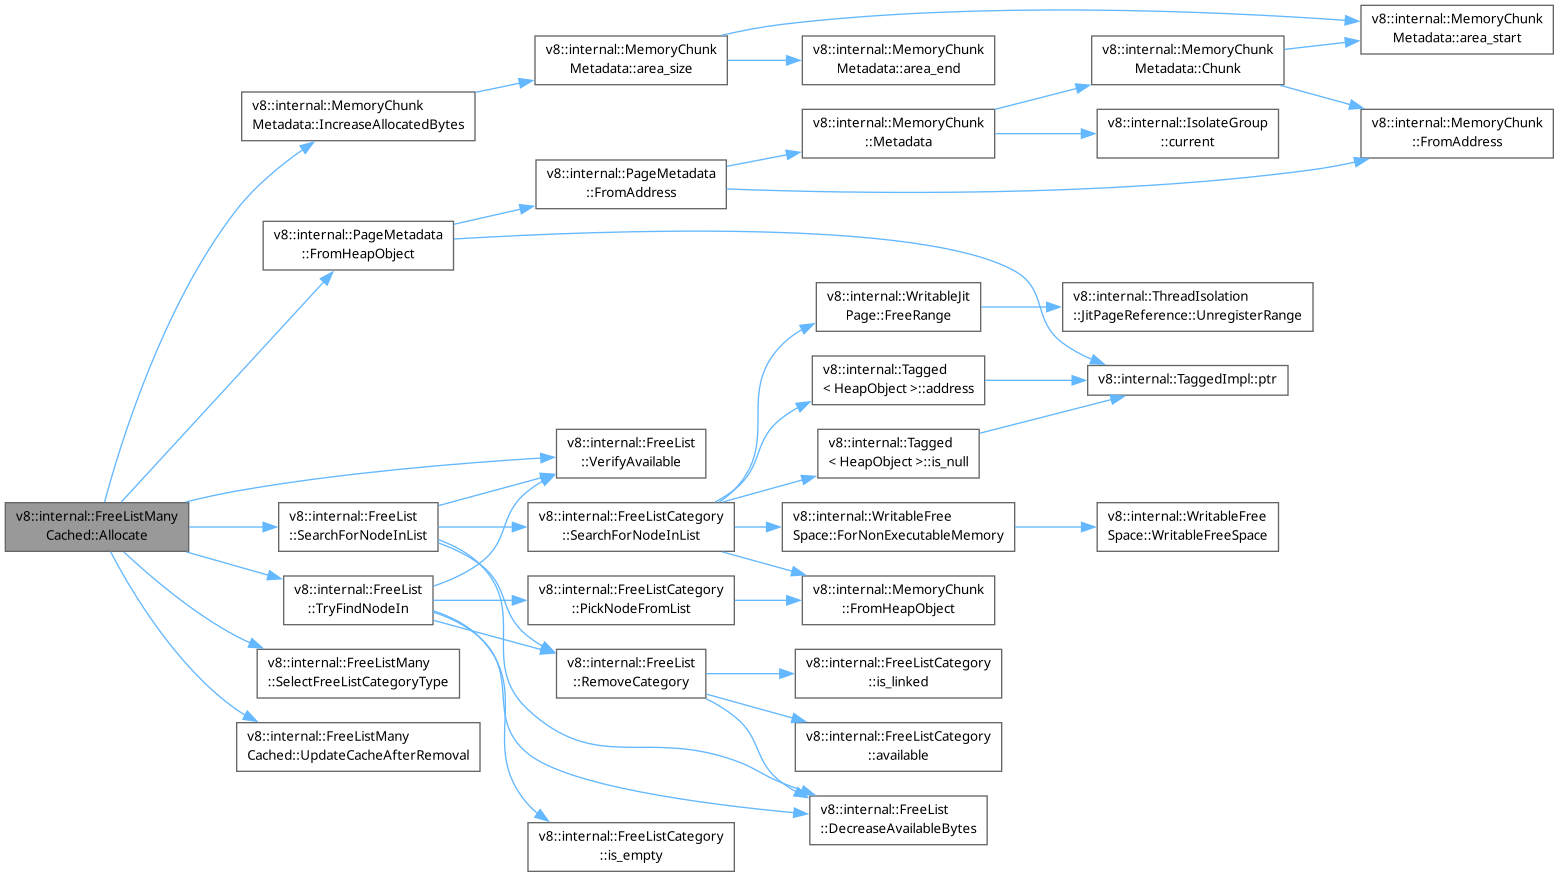 v8::internal::FreeListMany
Cached::Allocate
v8::internal::MemoryChunk
Metadata::IncreaseAllocatedBytes
v8::internal::PageMetadata
::FromHeapObject
v8::internal::FreeList
::SearchForNodeInList
v8::internal::FreeList
::TryFindNodeIn
v8::internal::FreeListMany
::SelectFreeListCategoryType
v8::internal::FreeListMany
Cached::UpdateCacheAfterRemoval
v8::internal::MemoryChunk
Metadata::area_size
v8::internal::PageMetadata
::FromAddress
v8::internal::FreeList
::VerifyAvailable
v8::internal::FreeListCategory
::SearchForNodeInList
v8::internal::FreeListCategory
::PickNodeFromList
v8::internal::FreeList
::RemoveCategory
v8::internal::FreeListCategory
::is_empty
v8::internal::MemoryChunk
Metadata::area_end
v8::internal::MemoryChunk
::Metadata
v8::internal::WritableJit
Page::FreeRange
v8::internal::Tagged
< HeapObject >::address
v8::internal::Tagged
< HeapObject >::is_null
v8::internal::WritableFree
Space::ForNonExecutableMemory
v8::internal::MemoryChunk
::FromHeapObject
v8::internal::FreeListCategory
::is_linked
v8::internal::FreeListCategory
::available
v8::internal::FreeList
::DecreaseAvailableBytes
v8::internal::MemoryChunk
Metadata::Chunk
v8::internal::IsolateGroup
::current
v8::internal::ThreadIsolation
::JitPageReference::UnregisterRange
v8::internal::TaggedImpl::ptr
v8::internal::WritableFree
Space::WritableFreeSpace
v8::internal::MemoryChunk
Metadata::area_start
v8::internal::MemoryChunk
::FromAddress